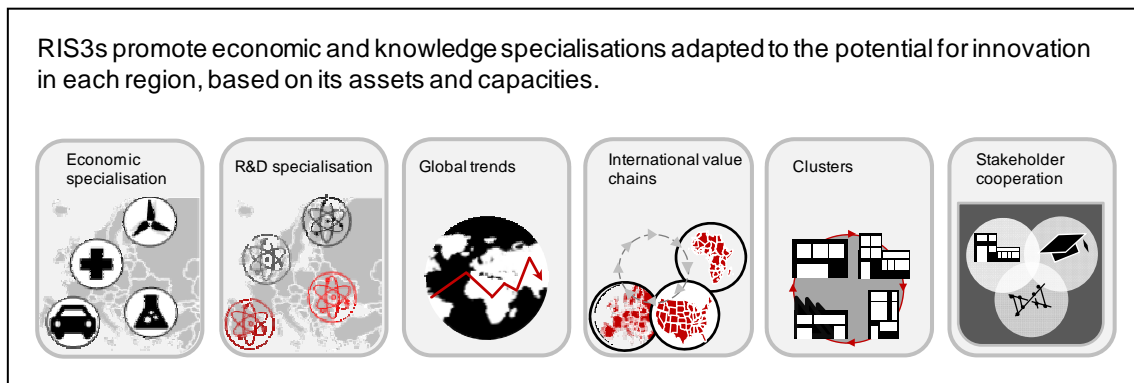 RIS3s promote economic and knowledge specialisations adapted to the potential for innovation
in each region, based on its assets and capacities.
Economic
specialisation
R&D specialisation
Global trends
International value
chains
Clusters
Stakeholder
cooperation